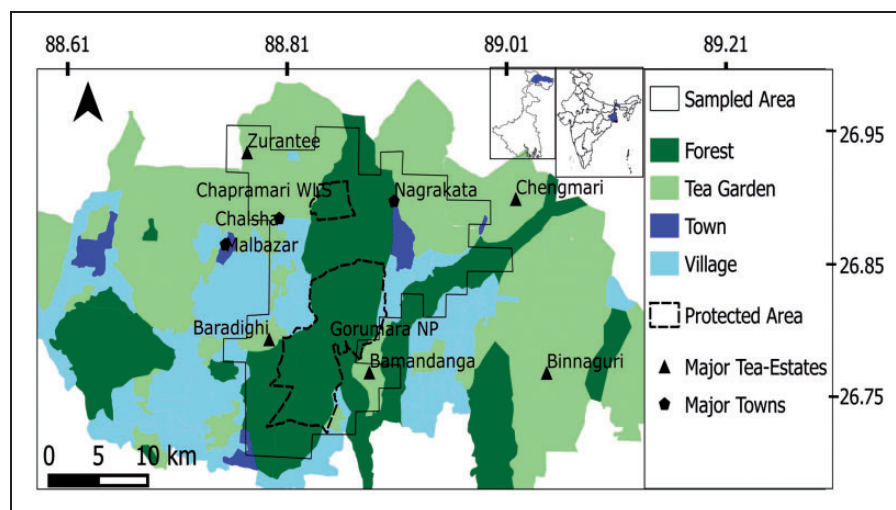 88.61 88.81 89.01 89.21
Sampled Area
Forest
Tea Garden
Town
Village
Protected Area
Major Tea-Estates
Major Towns
26.95
26.85
26.75
Zurantee
Chapramari WLS
Nagrakata
Chengmari
Chalsha
Malbazar
Baradighi
Gorumara NP
Bamandanga
Binnaguri
0 5 10 km